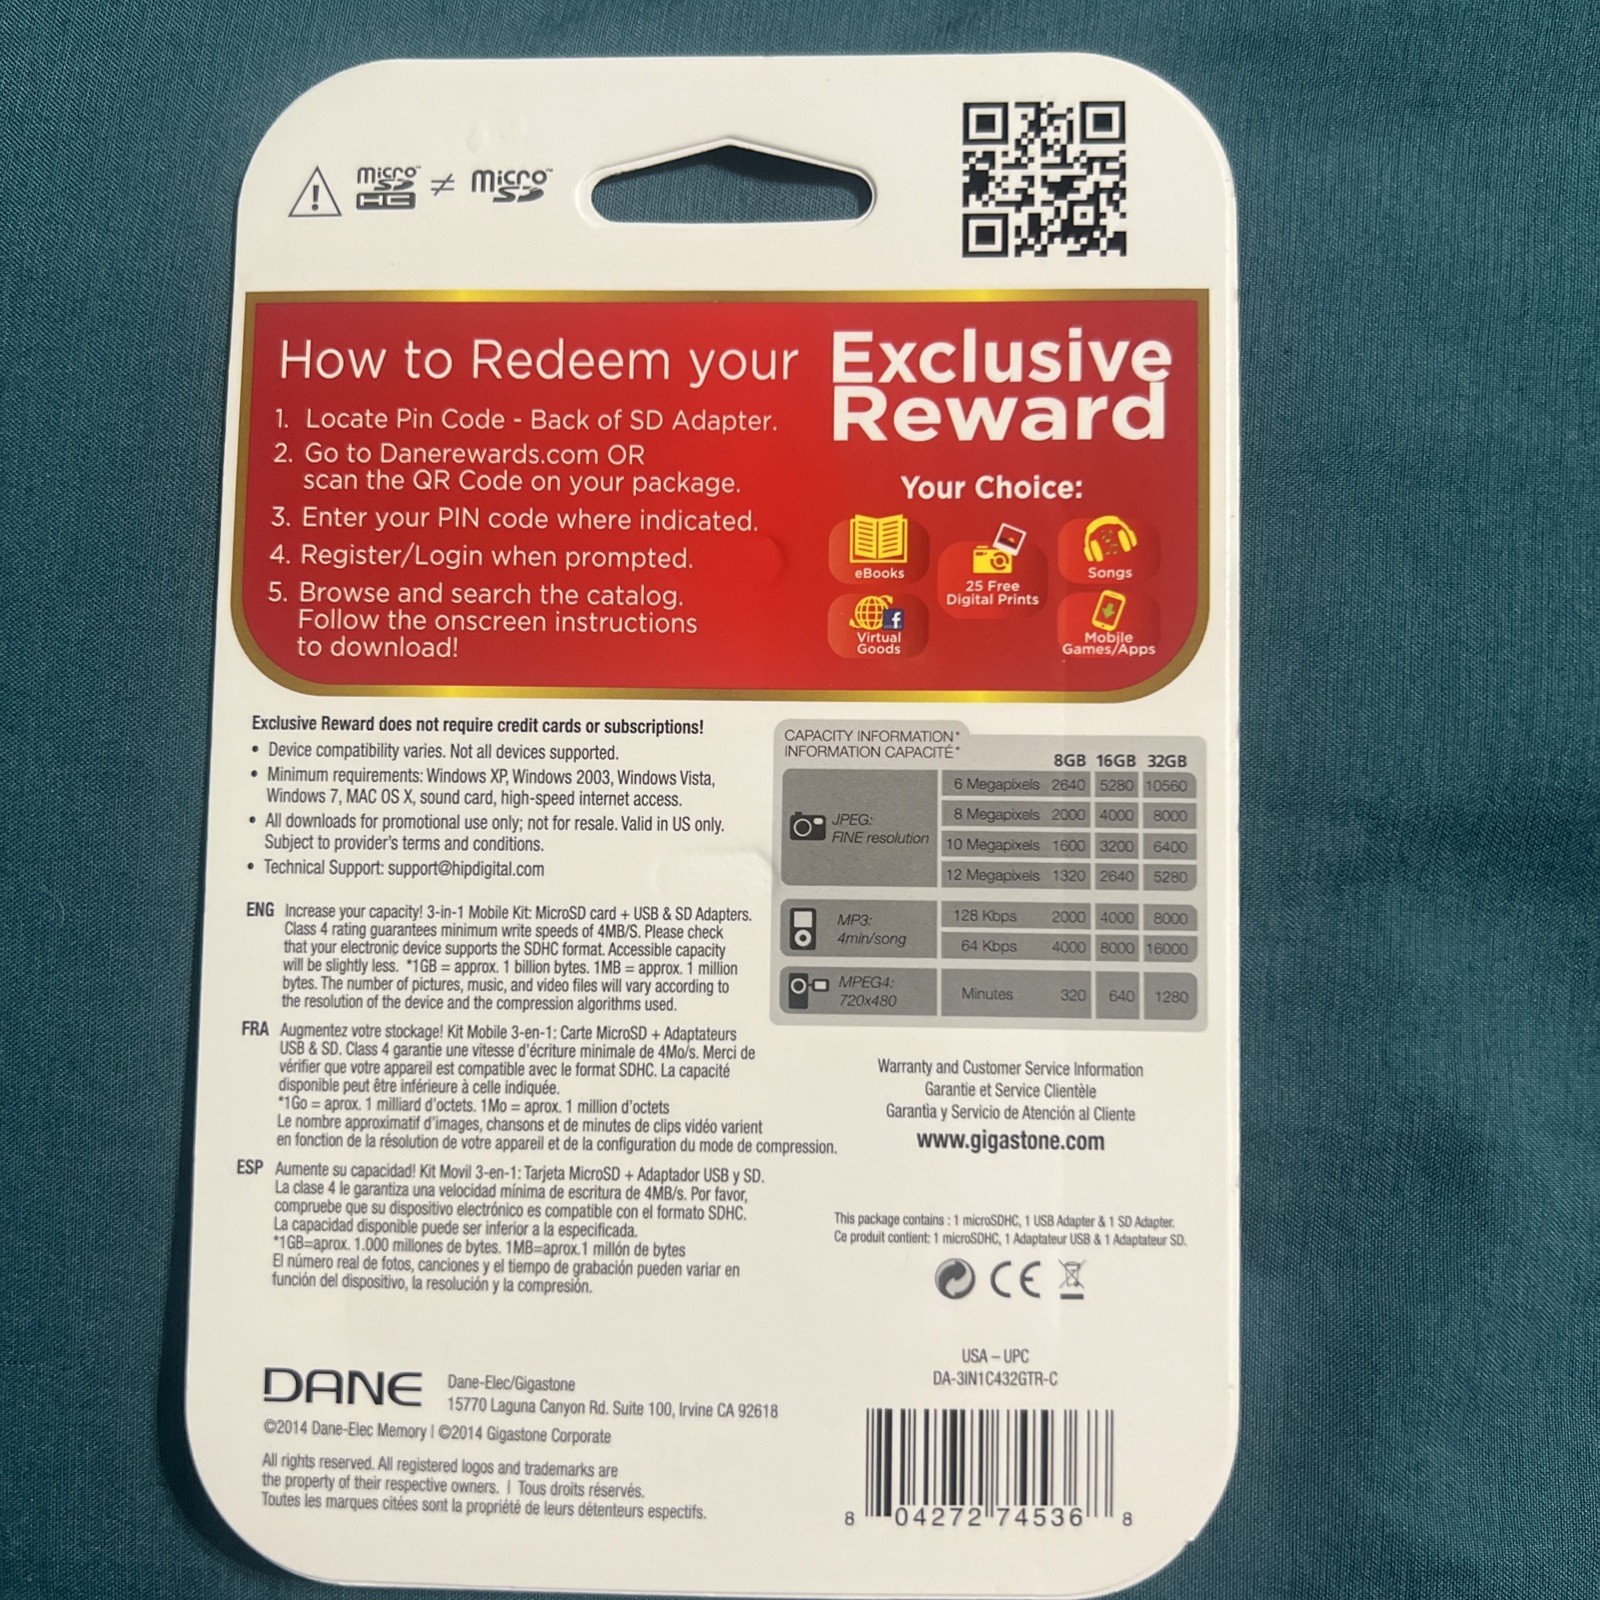 micro SD HC ≠ micro SD
How to Redeem your
1. Locate Pin Code - Back of SD Adapter.
2. Go to Danerewards.com OR
scan the QR Code on your package.
3. Enter your PIN code where indicated.
4. Register/Login when prompted.
5. Browse and search the catalog.
Follow the onscreen instructions
to download!
Exclusive
Reward
Your Choice:
eBooks
25 Free
Digital Prints
Songs
Virtual
Goods
Mobile
Games/Apps
Exclusive Reward does not require credit cards or subscriptions!
• Device compatibility varies. Not all devices supported.
• Minimum requirements: Windows XP, Windows 2003, Windows Vista,
Windows 7, MAC OS X, sound card, high-speed internet access.
• All downloads for promotional use only; not for resale. Valid in US only.
Subject to provider's terms and conditions.
• Technical Support: support@hipdigital.com
ENG Increase your capacity! 3-in-1 Mobile Kit: MicroSD card + USB & SD Adapters.
Class 4 rating guarantees minimum write speeds of 4MB/S. Please check
that your electronic device supports the SDHC format. Accessible capacity
will be slightly less. *1GB = approx. 1 billion bytes. 1MB = approx. 1 million
bytes. The number of pictures, music, and video files will vary according to
the resolution of the device and the compression algorithms used.
FRA Augmentez votre stockage! Kit Mobile 3-en-1: Carte MicroSD + Adaptateurs
USB & SD. Class 4 garantie une vitesse d'écriture minimale de 4Mo/s. Merci de
vérifier que votre appareil est compatible avec le format SDHC. La capacité
disponible peut être inférieure à celle indiquée.
*1Go = aprox. 1 milliard d'octets. 1Mo = aprox. 1 million d'octets
Le nombre approximatif d'images, chansons et de minutes de clips vidéo varient
en fonction de la résolution de votre appareil et de la configuration du mode de compression.
ESP Aumente su capacidad! Kit Movil 3-en-1: Tarjeta MicroSD + Adaptador USB y SD.
La clase 4 le garantiza una velocidad mínima de escritura de 4MB/s. Por favor,
compruebe que su dispositivo electrónico es compatible con el formato SDHC.
La capacidad disponible puede ser inferior a la especificada.
*1GB=aprox. 1.000 millones de bytes. 1MB=aprox.1 millón de bytes
El número real de fotos, canciones y el tiempo de grabación pueden variar en
función del dispositivo, la resolución y la compresión.
CAPACITY INFORMATION*
INFORMATION CAPACITÉ*
8GB 16GB 32GB
JPEG:
FINE resolution
6 Megapixels 2640 5280 10560
8 Megapixels 2000 4000 8000
10 Megapixels 1600 3200 6400
12 Megapixels 1320 2640 5280
MP3:
4min/song
128 Kbps 2000 4000 8000
64 Kbps 4000 8000 16000
MPEG4:
720x480
Minutes 320 640 1280
Warranty and Customer Service Information
Garantie et Service Clientèle
Garantìa y Servicio de Atención al Cliente
www.gigastone.com
This package contains : 1 microSDHC, 1 USB Adapter & 1 SD Adapter.
Ce produit contient: 1 microSDHC, 1 Adaptateur USB & 1 Adaptateur SD.
CE
DANE
Dane-Elec/Gigastone
15770 Laguna Canyon Rd. Suite 100, Irvine CA 92618
©2014 Dane-Elec Memory | ©2014 Gigastone Corporate
All rights reserved. All registered logos and trademarks are
the property of their respective owners. | Tous droits réservés.
Toutes les marques citées sont la propriété de leurs détenteurs espectifs.
USA – UPC
DA-3IN1C432GTR-C
8 04272 74536 8